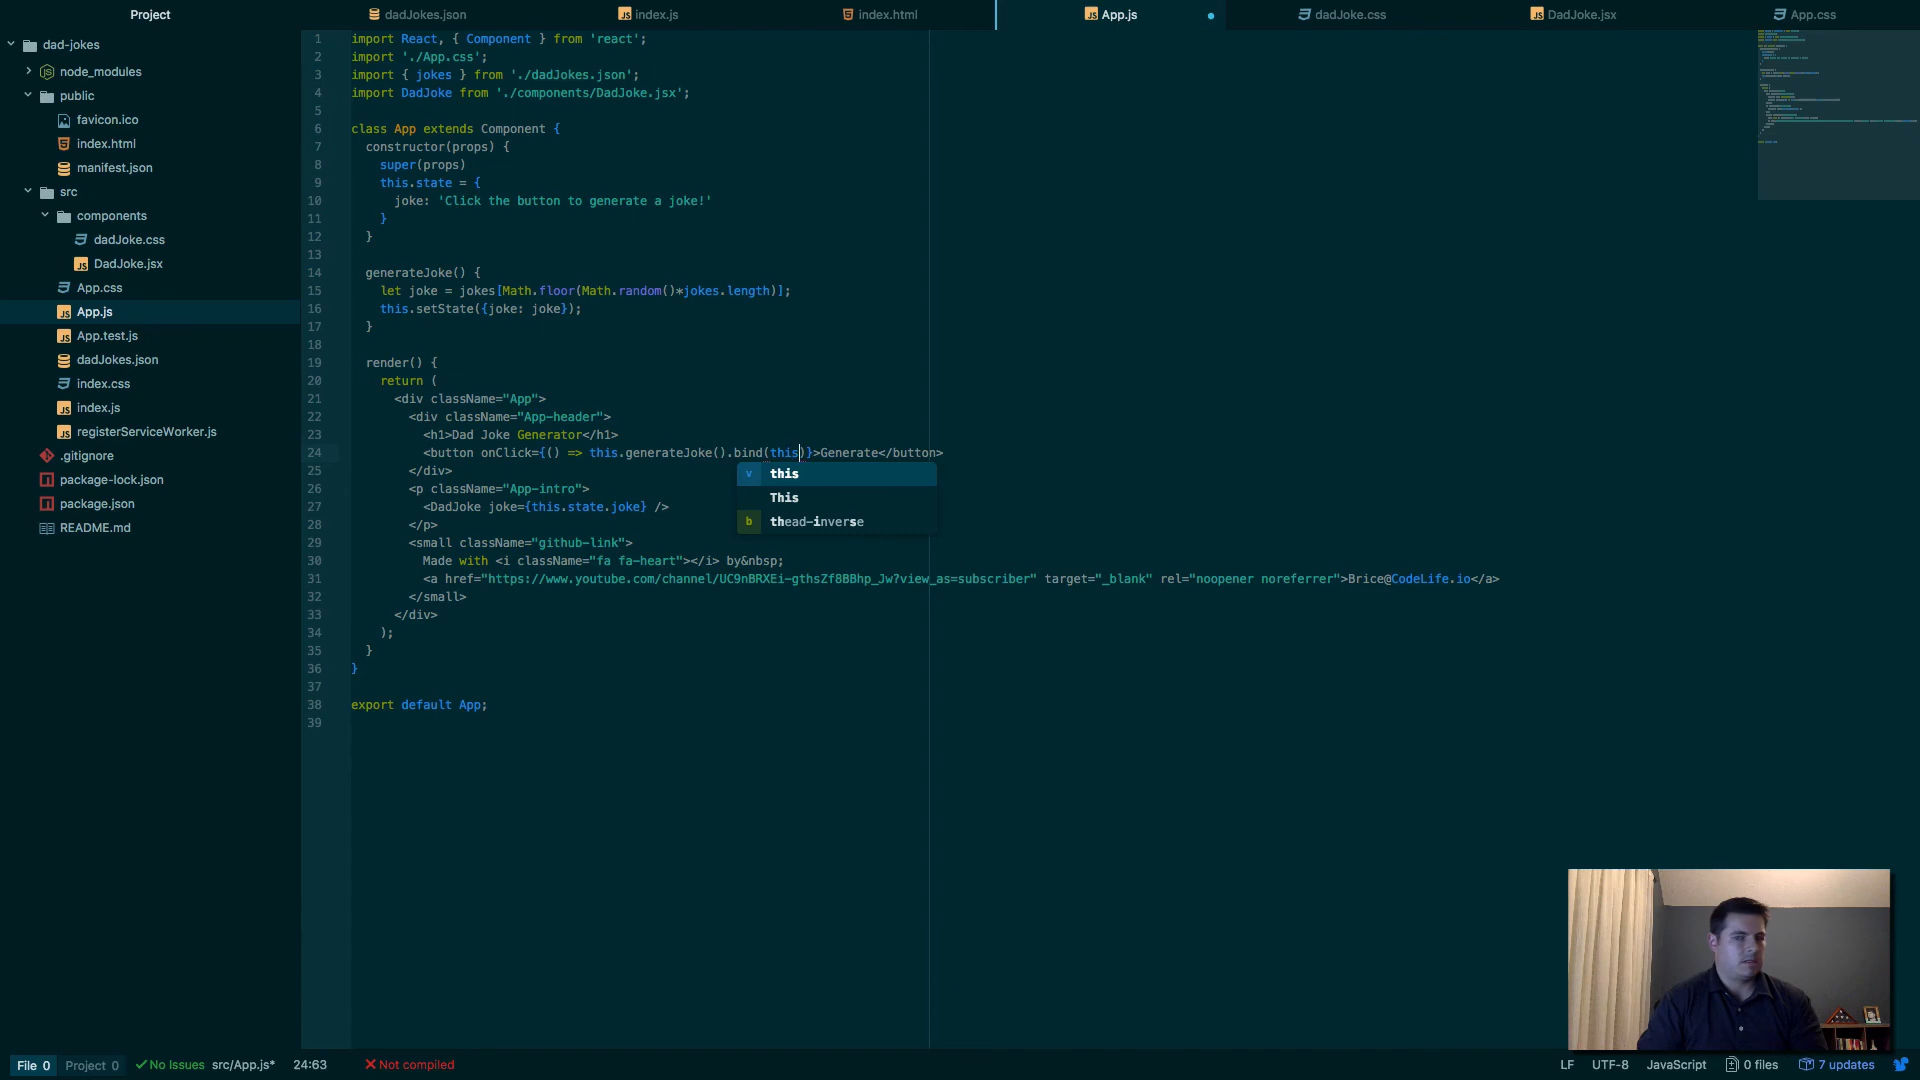 Project
dadJokes.json
index.js
index.html
App.js
dadJoke.css
DadJoke.jsx
App.css
dad-jokes
node_modules
public
favicon.ico
index.html
manifest.json
src
components
dadJoke.css
DadJoke.jsx
App.css
App.js
App.test.js
dadJokes.json
index.css
index.js
registerServiceWorker.js
.gitignore
package-lock.json
package.json
README.md
1 import React, { Component } from 'react';
2 import './App.css';
3 import { jokes } from './dadJokes.json';
4 import DadJoke from './components/DadJoke.jsx';
5
6 class App extends Component {
7 constructor(props) {
8 super(props)
9 this.state = {
10 joke: 'Click the button to generate a joke!'
11 }
12 }
13
14 generateJoke() {
15 let joke = jokes[Math.floor(Math.random()*jokes.length)];
16 this.setState({joke: joke});
17 }
18
19 render() {
20 return (
21 <div className="App">
22 <div className="App-header">
23 <h1>Dad Joke Generator</h1>
24 <button onClick={() => this.generateJoke().bind(this)}>Generate</button>
25 </div>
v this
This
b thead-inverse
26 <p className="App-intro">
27 <DadJoke joke={this.state.joke} />
28 </p>
29 <small className="github-link">
30 Made with <i className="fa fa-heart"></i> by&nbsp;
31 <a href="https://www.youtube.com/channel/UC9nBRXEi-gthsZf8BBhp_Jw?view_as=subscriber" target="_blank" rel="noopener noreferrer">Brice@CodeLife.io</a>
32 </small>
33 </div>
34 );
35 }
36 }
37
38 export default App;
39
File 0 Project 0 No Issues src/App.js* 24:63 Not compiled
LF UTF-8 JavaScript 0 files 7 updates